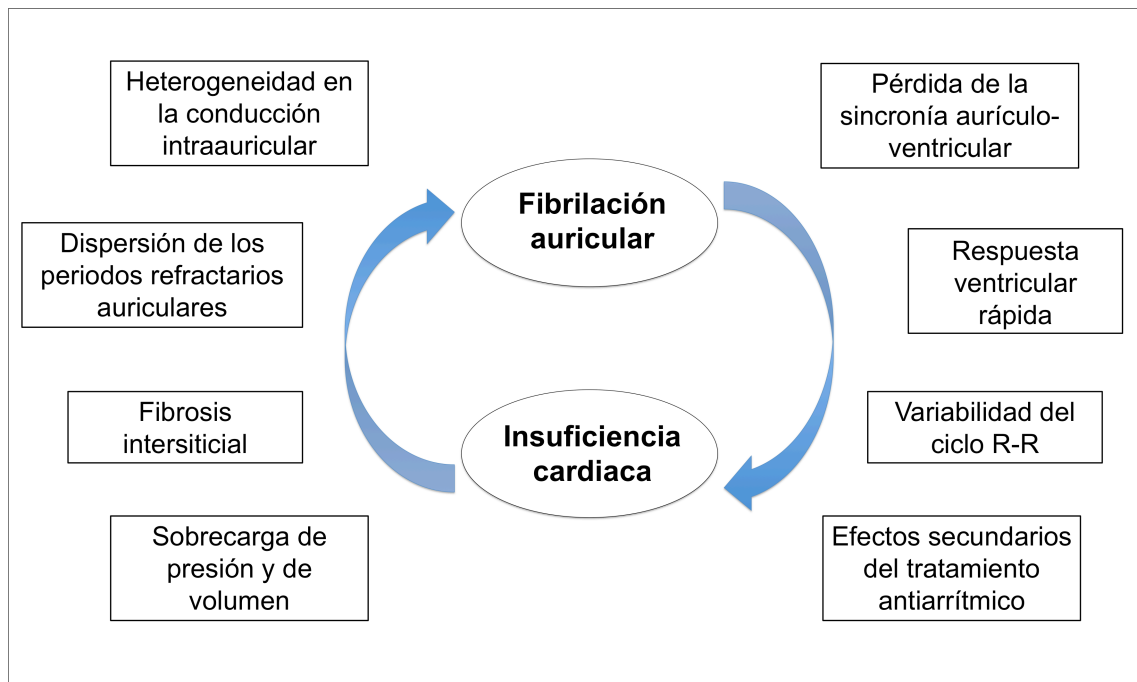 Heterogeneidad en
la conducción
intraauricular
Dispersión de los
periodos refractarios
auriculares
Fibrosis
intersiticial
Sobrecarga de
presión y de
volumen
Fibrilación
auricular
Insuficiencia
cardiaca
Pérdida de la
sincronía aurículo-
ventricular
Respuesta
ventricular
rápida
Variabilidad del
ciclo R-R
Efectos secundarios
del tratamiento
antiarrítmico